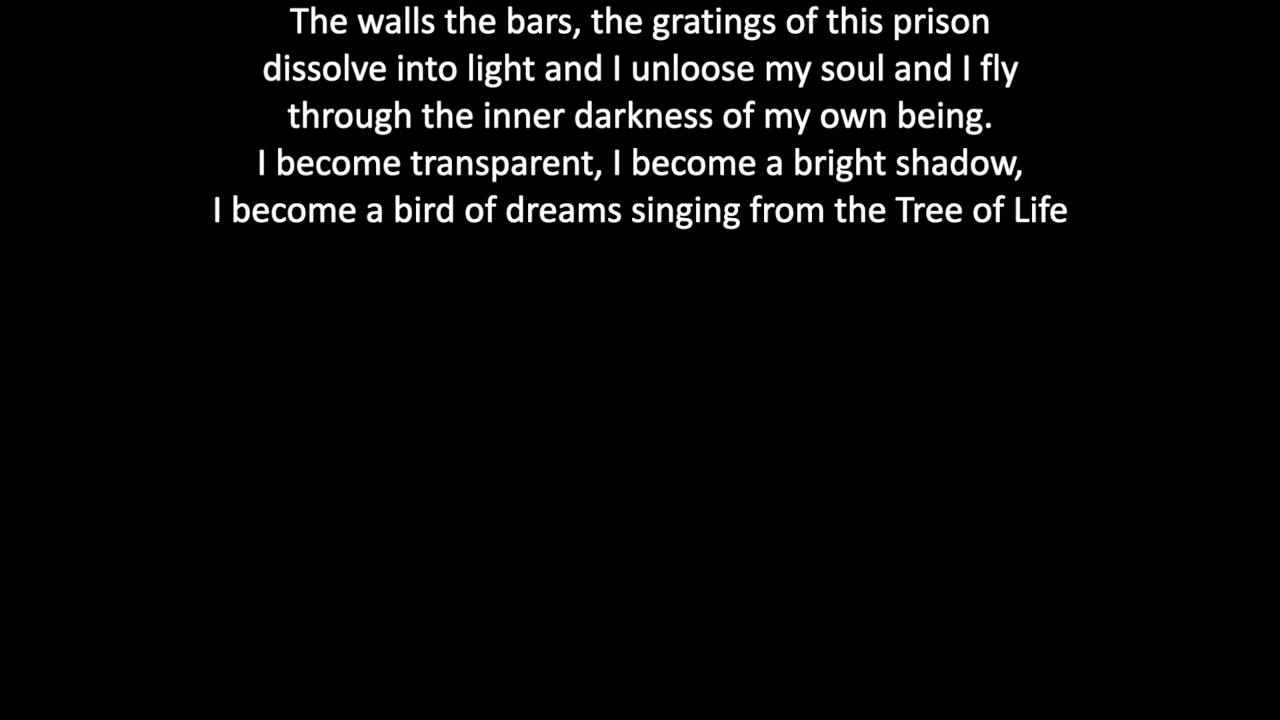 The walls the bars, the gratings of this prison
dissolve into light and I unloose my soul and I fly
through the inner darkness of my own being.
I become transparent, I become a bright shadow,
I become a bird of dreams singing from the Tree of Life